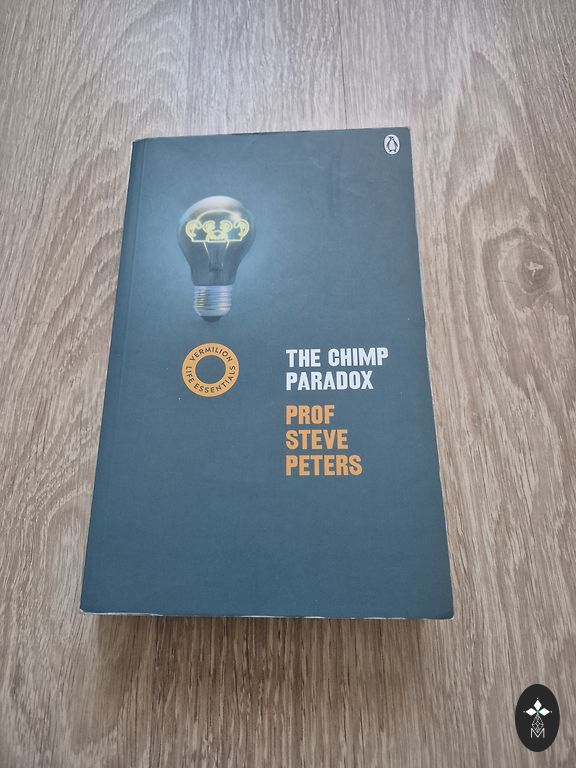 VERMILION
LIFE ESSENTIALS
THE CHIMP
PARADOX
PROF
STEVE
PETERS
M